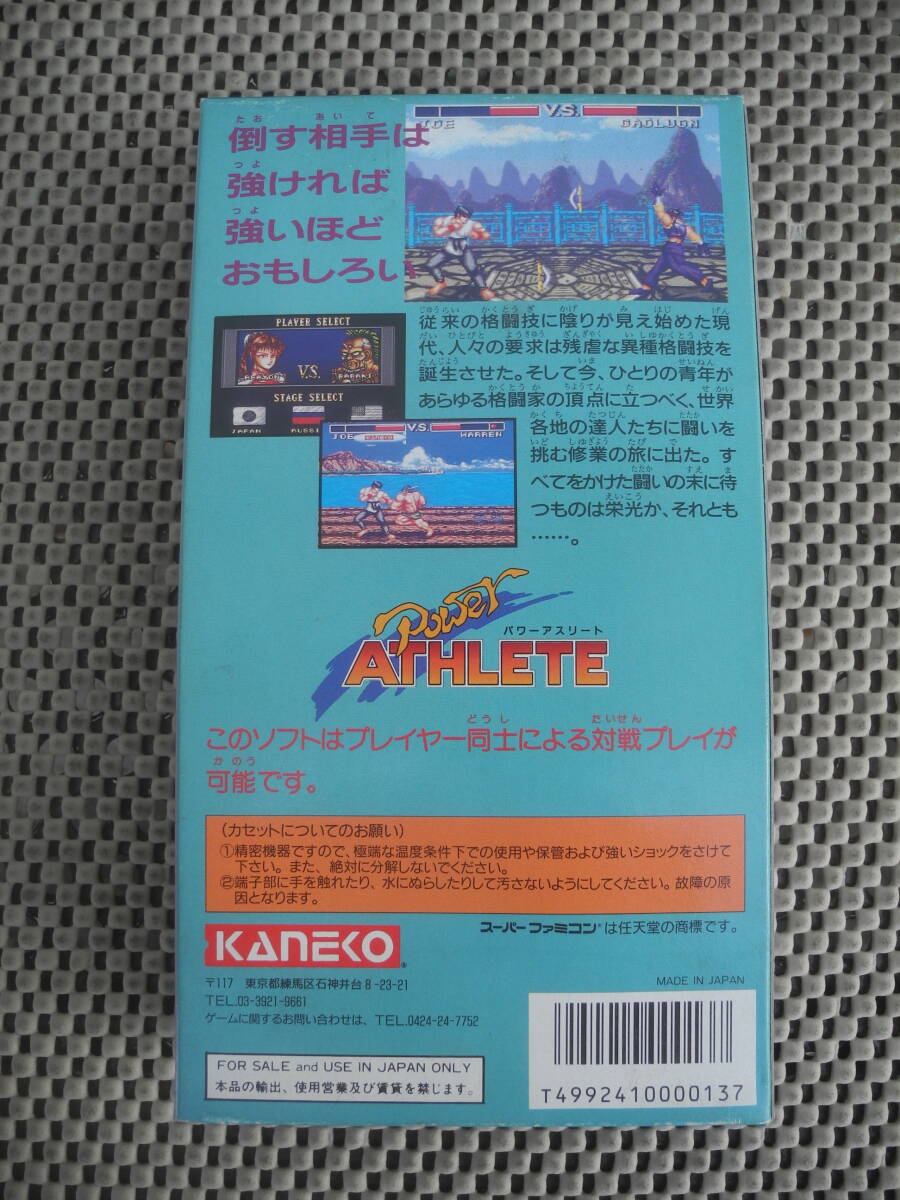 倒す相手は
強ければ
強いほど
おもしろい
V.S.
JOE
GAOLUON
PLAYER SELECT
REAYON
V.S.
BARAKI
STAGE SELECT
JAPAN
RUSSI
JOE
KANEKO
V.S.
WARREN
従来の格闘技に陰りが見え始めた現
代、人々の要求は残虐な異種格闘技を
誕生させた。そして今、ひとりの青年が
あらゆる格闘家の頂点に立つべく、世界
各地の達人たちに闘いを
挑む修業の旅に出た。す
べてをかけた闘いの末に待
つものは栄光か、それとも
……。
Power
パワーアスリート
ATHLETE
このソフトはプレイヤー同士による対戦プレイが
可能です。
(カセットについてのお願い)
①精密機器ですので、極端な温度条件下での使用や保管および強いショックをさけて
下さい。また、絶対に分解しないでください。
②端子部に手を触れたり、水にぬらしたりして汚さないようにしてください。故障の原
因となります。
スーパーファミコン®は任天堂の商標です。
KANEKO®
〒117 東京都練馬区石神井台8-23-21
TEL.03-3921-9661
ゲームに関するお問い合わせは、TEL.0424-24-7752
MADE IN JAPAN
FOR SALE and USE IN JAPAN ONLY
本品の輸出、使用営業及び賃貸を禁じます。
T4992410000137